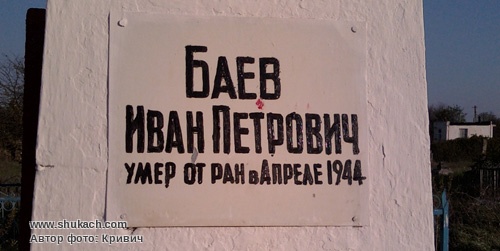 БАЕВ
ИВАН ПЕТРОВИЧ
УМЕР ОТ РАН в АПРЕЛЕ 1944
www.shukach.com
Автор фото: Кривич